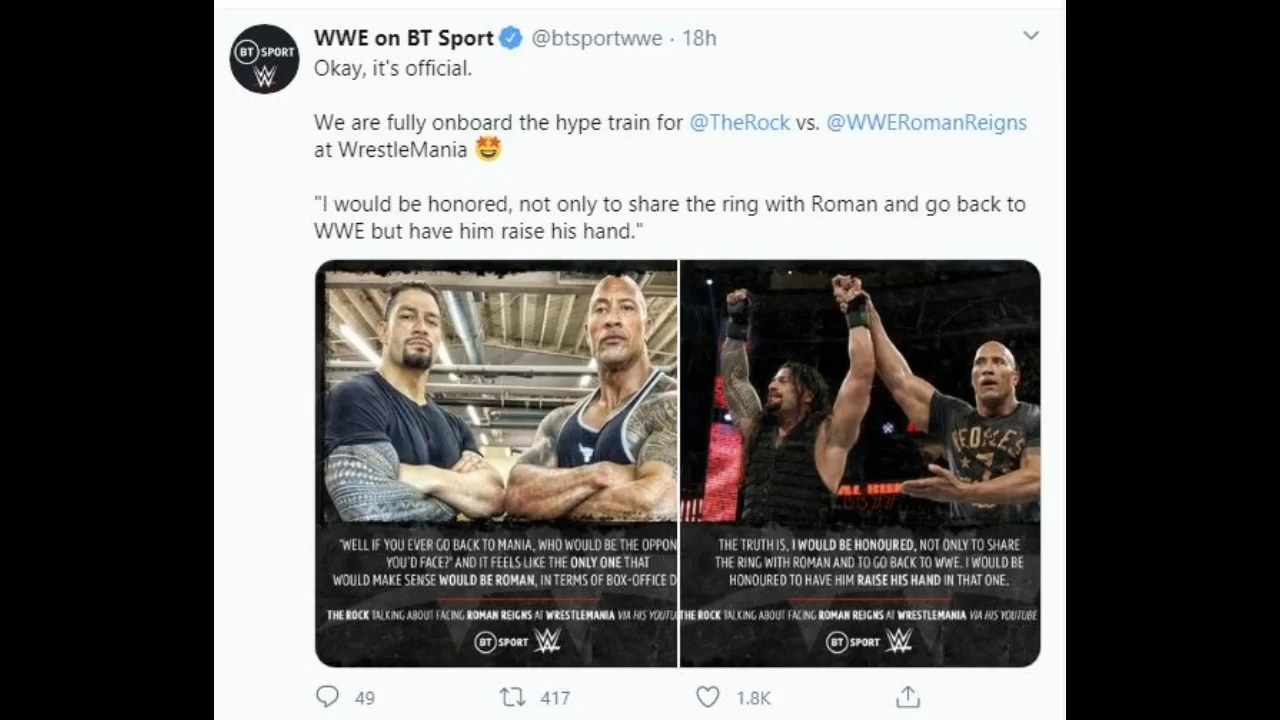 WWE on BT Sport @btsportwwe · 18h
BT SPORT
W
Okay, it's official.
We are fully onboard the hype train for @TheRock vs. @WWERomanReigns
at WrestleMania 🤩
"I would be honored, not only to share the ring with Roman and go back to
WWE but have him raise his hand."
PEOPLE'S
"WELL IF YOU EVER GO BACK TO MANIA, WHO WOULD BE THE OPPON
YOU'D FACE?" AND IT FEELS LIKE THE ONLY ONE THAT
WOULD MAKE SENSE WOULD BE ROMAN, IN TERMS OF BOX-OFFICE D
THE ROCK TALKING ABOUT FACING ROMAN REIGNS AT WRESTLEMANIA VIA HIS YOUTU
BT SPORT W
THE TRUTH IS, I WOULD BE HONOURED, NOT ONLY TO SHARE
THE RING WITH ROMAN AND TO GO BACK TO WWE. I WOULD BE
HONOURED TO HAVE HIM RAISE HIS HAND IN THAT ONE.
THE ROCK TALKING ABOUT FACING ROMAN REIGNS AT WRESTLEMANIA VIA HIS YOUTUBE
BT SPORT W
49 417 1.8K